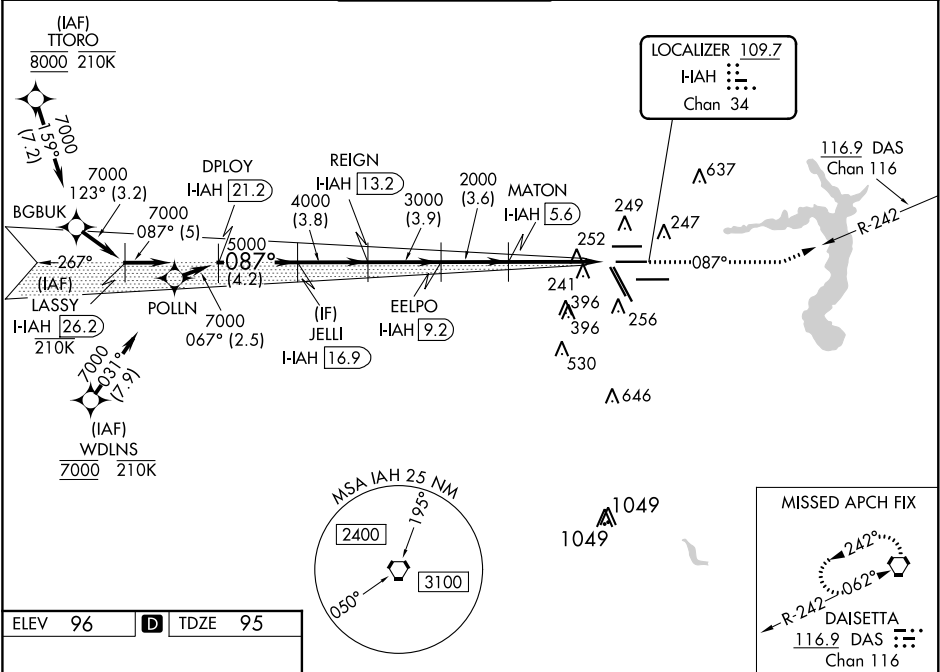 (IAF)
TTORO
8000 210K
7000
159°
(7.2)
7000
123° (3.2)
BGBUK
7000
087° (5)
DPLOY
I-IAH 21.2
REIGN
I-IAH 13.2
4000
(3.8)
3000
(3.9)
2000
(3.6)
MATON
I-IAH 5.6
LOCALIZER 109.7
I-IAH
Chan 34
637
249
247
252
241
396
396
256
530
646
116.9 DAS
Chan 116
R-242
087°
5000
087°
(4.2)
267°
(IAF)
LASSY
I-IAH 26.2
210K
POLLN
7000
067° (2.5)
(IF)
JELLI
I-IAH 16.9
EELPO
I-IAH 9.2
7000
031°
(7.9)
(IAF)
WDLNS
7000 210K
MSA IAH 25 NM
195°
2400
3100
050°
1049
1049
MISSED APCH FIX
242°
062°
R-242
DAISETTA
116.9 DAS
Chan 116
ELEV 96 D TDZE 95